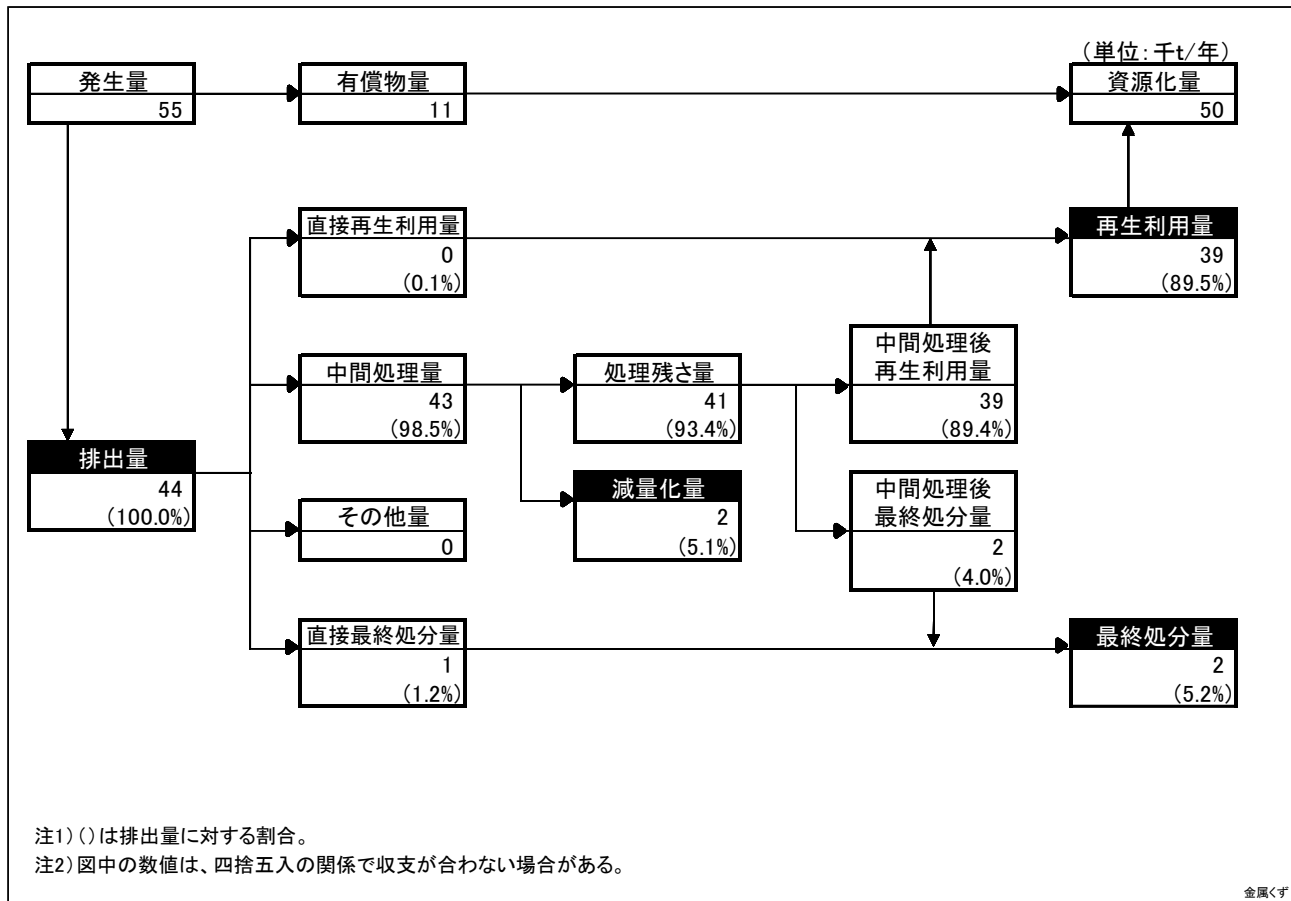 (単位:千t/年)
発生量
55
有償物量
11
資源化量
50
直接再生利用量
0
(0.1%)
再生利用量
39
(89.5%)
中間処理量
43
(98.5%)
処理残さ量
41
(93.4%)
中間処理後
再生利用量
39
(89.4%)
排出量
44
(100.0%)
減量化量
2
(5.1%)
中間処理後
最終処分量
2
(4.0%)
その他量
0
直接最終処分量
1
(1.2%)
最終処分量
2
(5.2%)
注1)()は排出量に対する割合。
注2)図中の数値は、四捨五入の関係で収支が合わない場合がある。
金属くず